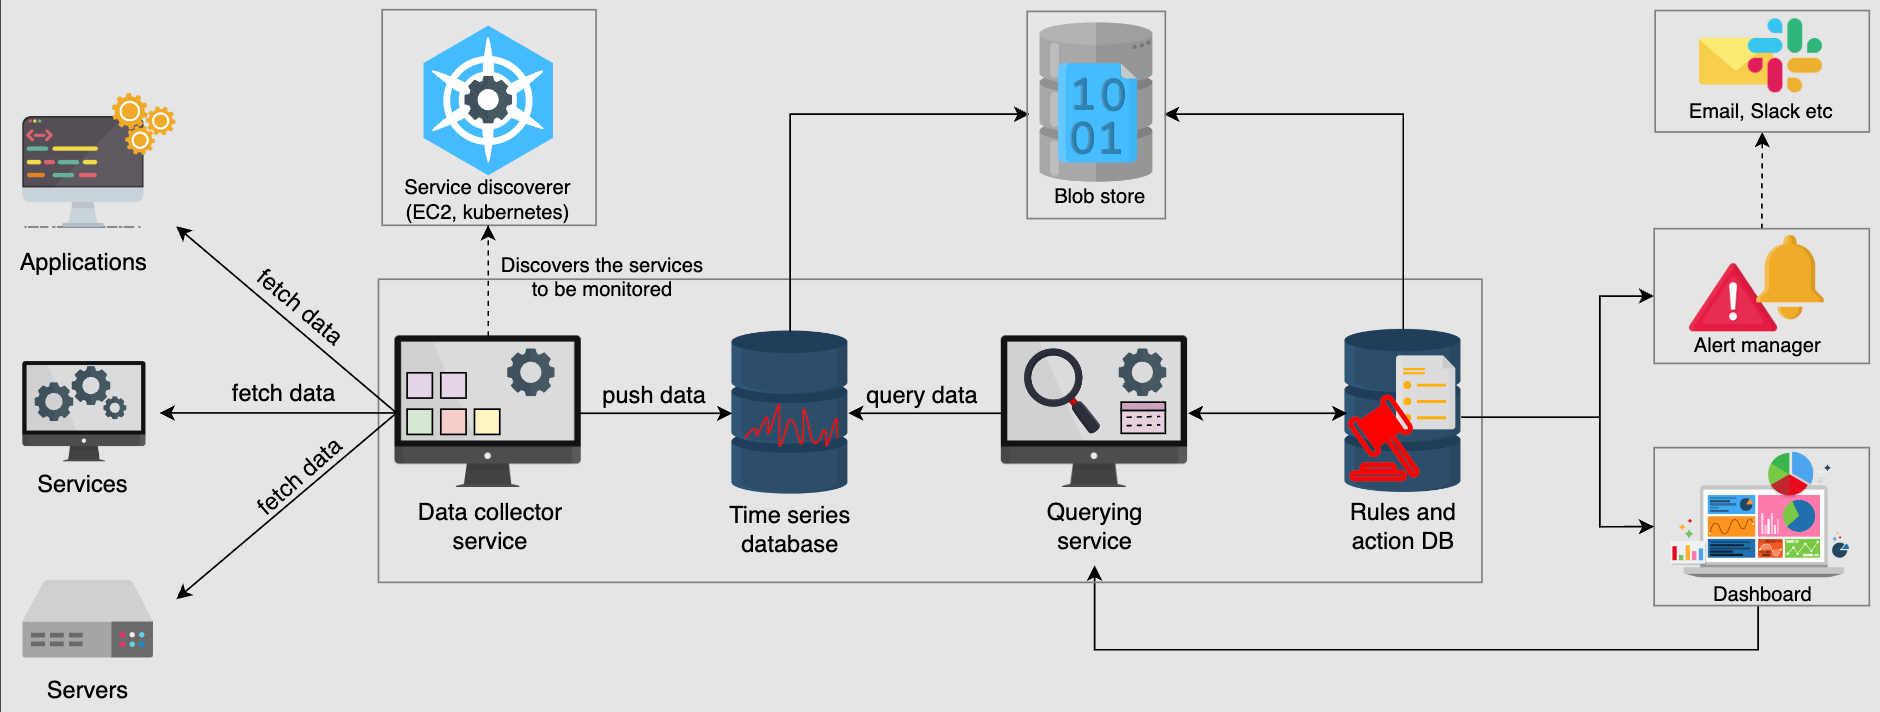 Applications
Services
Servers
fetch data
fetch data
fetch data
Service discoverer
(EC2, kubernetes)
Discovers the services
to be monitored
Data collector
service
push data
Time series
database
query data
Querying
service
Rules and
action DB
10
01
Blob store
Email, Slack etc
Alert manager
Dashboard